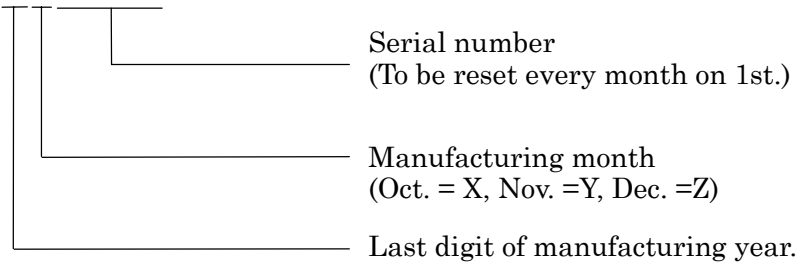 Serial number
(To be reset every month on 1st.)
Manufacturing month
(Oct. = X, Nov. =Y, Dec. =Z)
Last digit of manufacturing year.